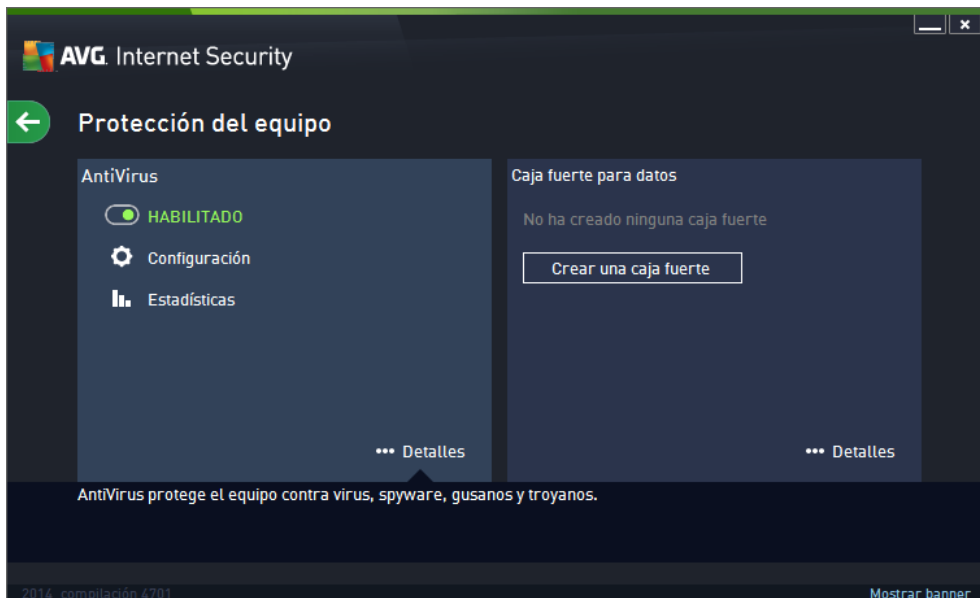 AVG. Internet Security
Protección del equipo
AntiVirus
HABILITADO
Configuración
Estadísticas
••• Detalles
Caja fuerte para datos
No ha creado ninguna caja fuerte
Crear una caja fuerte
••• Detalles
AntiVirus protege el equipo contra virus, spyware, gusanos y troyanos.
2014 compilación 4701
Mostrar banner